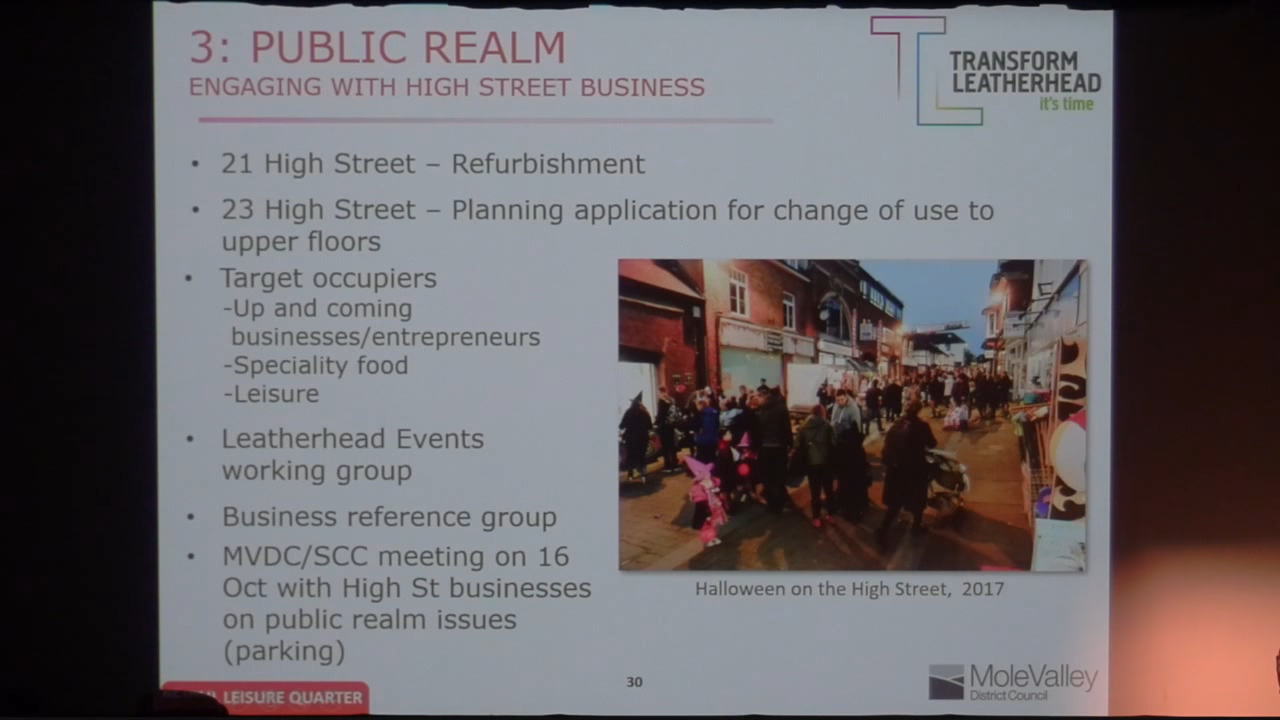 3: PUBLIC REALM
ENGAGING WITH HIGH STREET BUSINESS
TRANSFORM
LEATHERHEAD
it's time
• 21 High Street – Refurbishment
• 23 High Street – Planning application for change of use to
upper floors
• Target occupiers
-Up and coming
businesses/entrepreneurs
-Speciality food
-Leisure
• Leatherhead Events
working group
• Business reference group
• MVDC/SCC meeting on 16
Oct with High St businesses
on public realm issues
(parking)
Halloween on the High Street, 2017
LEISURE QUARTER
30
MoleValley
District Council